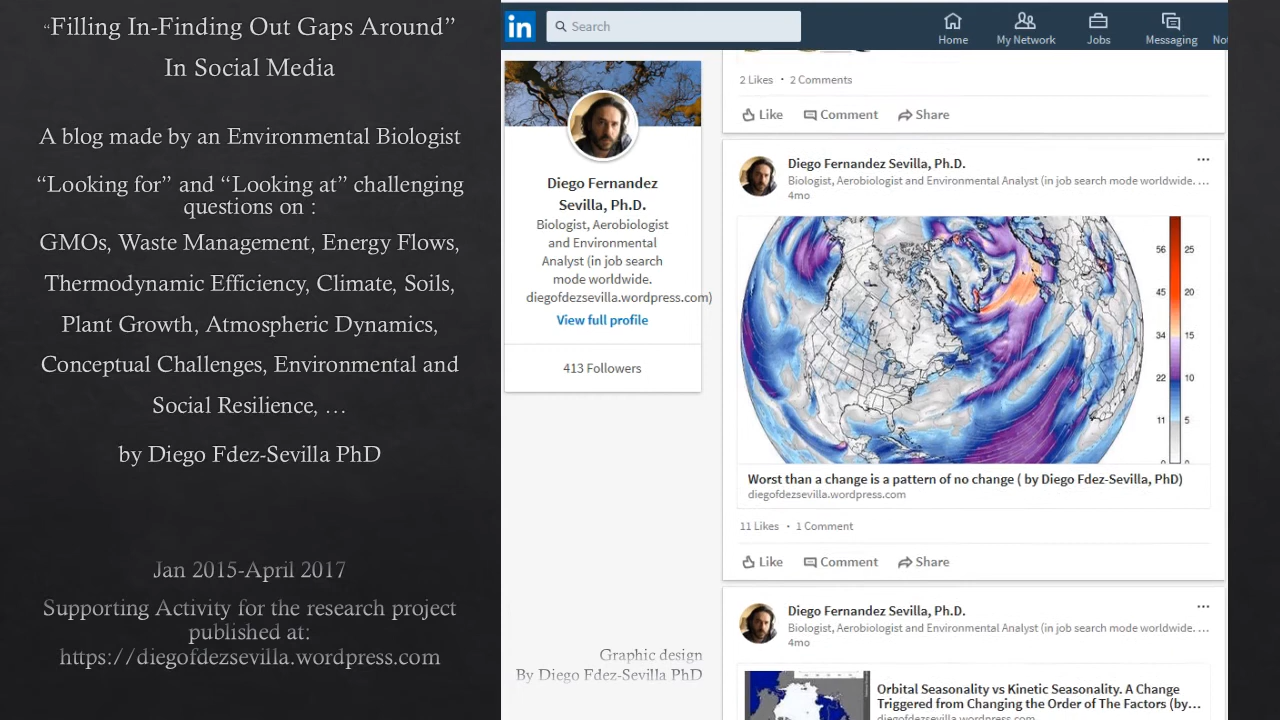 “Filling In-Finding Out Gaps Around”
In Social Media
A blog made by an Environmental Biologist
“Looking for” and “Looking at” challenging
questions on :
GMOs, Waste Management, Energy Flows,
Thermodynamic Efficiency, Climate, Soils,
Plant Growth, Atmospheric Dynamics,
Conceptual Challenges, Environmental and
Social Resilience, …
by Diego Fdez-Sevilla PhD
Jan 2015-April 2017
Supporting Activity for the research project
published at:
https://diegofdezsevilla.wordpress.com
in
Search
Home
My Network
Jobs
Messaging
Diego Fernandez
Sevilla, Ph.D.
Biologist, Aerobiologist
and Environmental
Analyst (in job search
mode worldwide.
diegofdezsevilla.wordpress.com)
View full profile
413 Followers
Graphic design
By Diego Fdez-Sevilla PhD
2 Likes • 2 Comments
Like Comment Share
Diego Fernandez Sevilla, Ph.D.
Biologist, Aerobiologist and Environmental Analyst (in job search mode worldwide. …
4mo
56 25
45 20
34 15
22 10
11 5
Worst than a change is a pattern of no change ( by Diego Fdez-Sevilla, PhD)
diegofdezsevilla.wordpress.com
11 Likes • 1 Comment
Like Comment Share
Diego Fernandez Sevilla, Ph.D.
Biologist, Aerobiologist and Environmental Analyst (in job search mode worldwide. …
4mo
Orbital Seasonality vs Kinetic Seasonality. A Change
Triggered from Changing the Order of The Factors (by…
diegofdezsevilla.wordpress.com